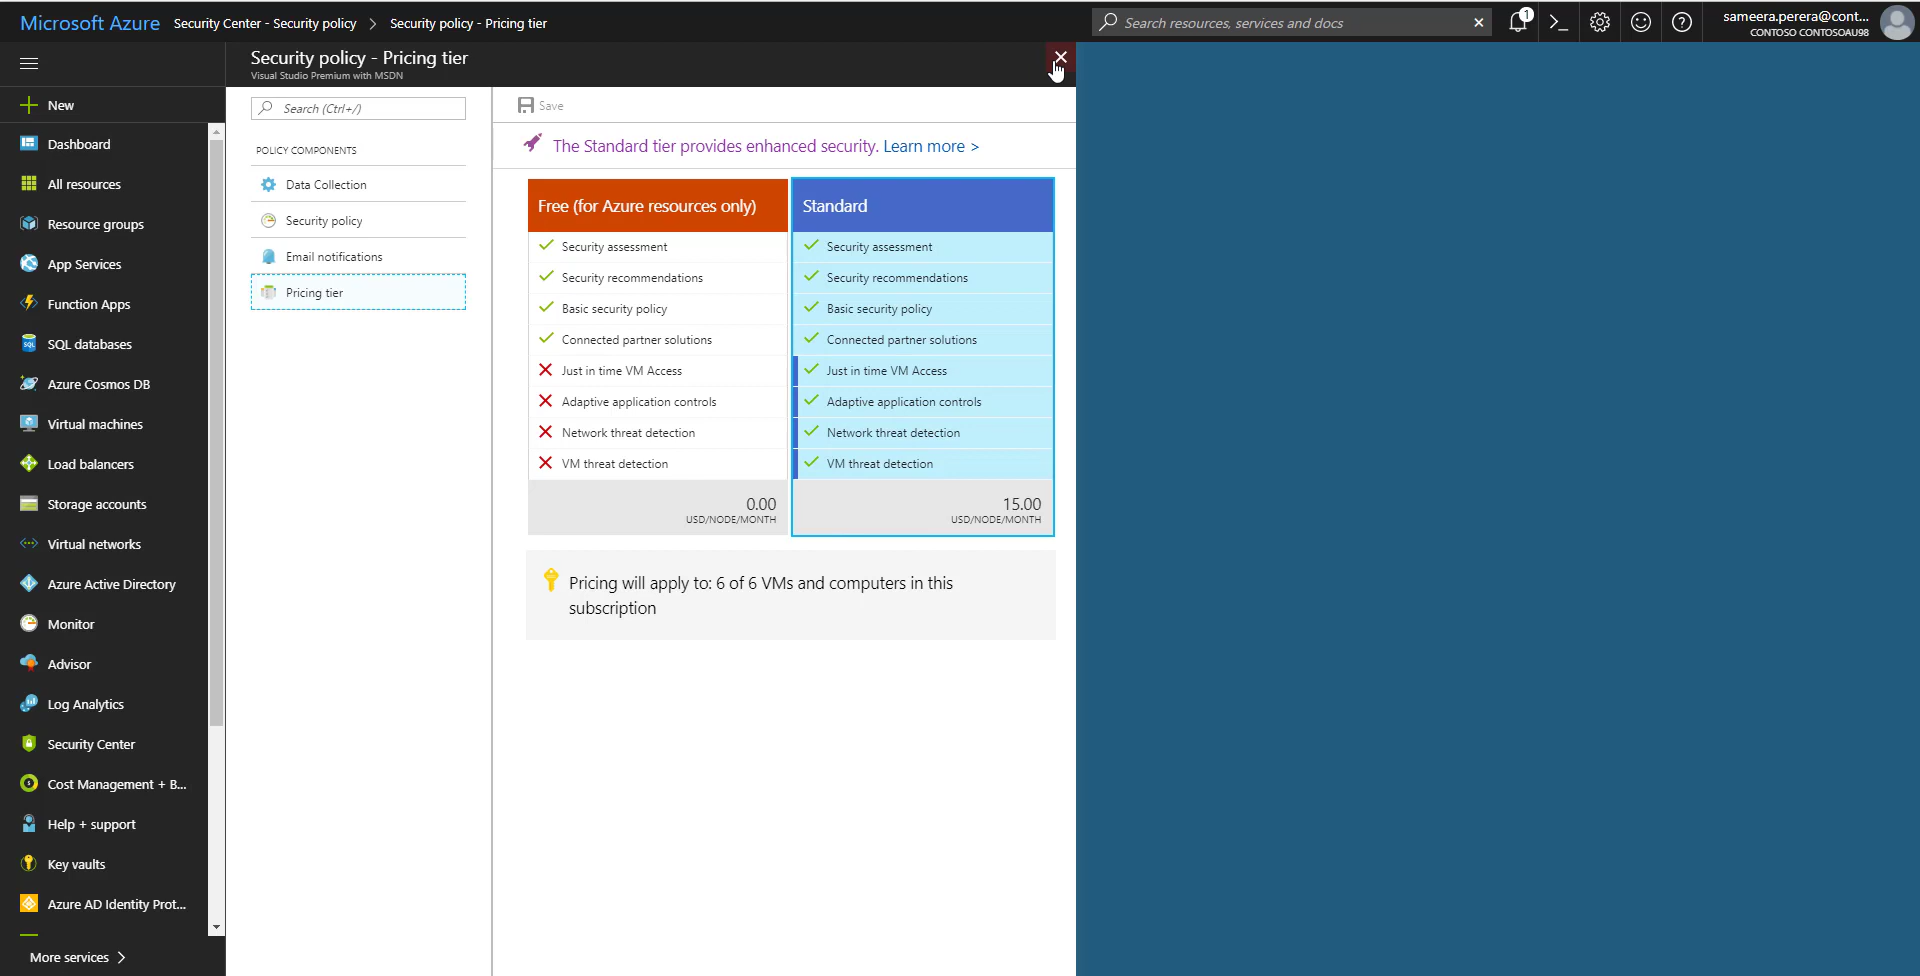 Microsoft Azure
Security Center - Security policy
Security policy - Pricing tier
Search resources, services and docs
1
sameera.perera@cont...
CONTOSO CONTOSOAU98
Security policy - Pricing tier
Visual Studio Premium with MSDN
New
Dashboard
All resources
Resource groups
App Services
Function Apps
SQL databases
Azure Cosmos DB
Virtual machines
Load balancers
Storage accounts
Virtual networks
Azure Active Directory
Monitor
Advisor
Log Analytics
Security Center
Cost Management + B...
Help + support
Key vaults
Azure AD Identity Prot...
More services
Search (Ctrl+/)
POLICY COMPONENTS
Data Collection
Security policy
Email notifications
Pricing tier
Save
The Standard tier provides enhanced security. Learn more >
Free (for Azure resources only)
Security assessment
Security recommendations
Basic security policy
Connected partner solutions
Just in time VM Access
Adaptive application controls
Network threat detection
VM threat detection
0.00
USD/NODE/MONTH
Standard
Security assessment
Security recommendations
Basic security policy
Connected partner solutions
Just in time VM Access
Adaptive application controls
Network threat detection
VM threat detection
15.00
USD/NODE/MONTH
Pricing will apply to: 6 of 6 VMs and computers in this
subscription